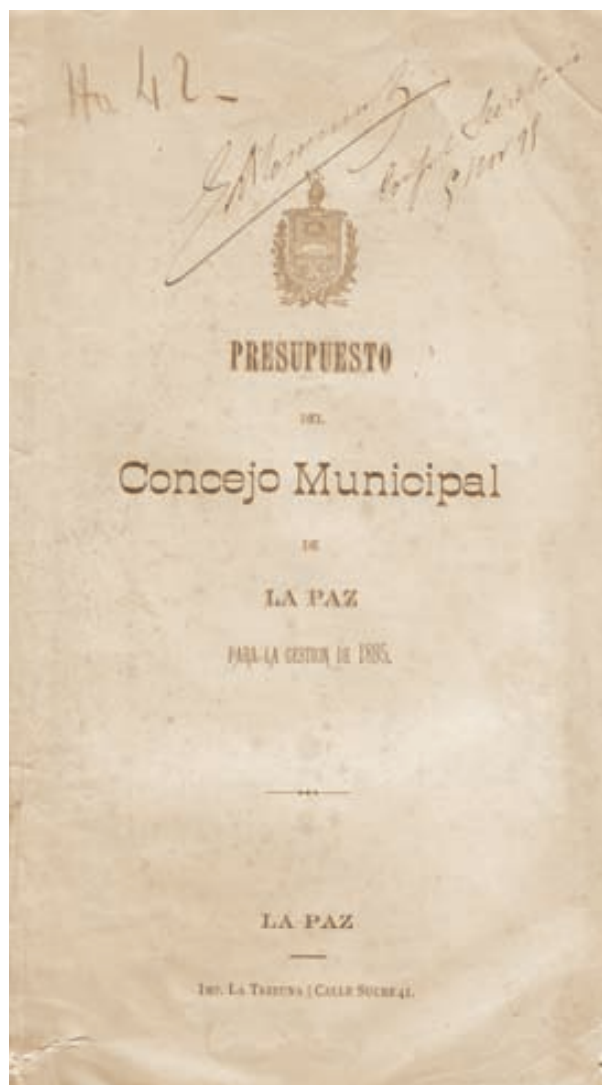 No 42-
PRESUPUESTO
DEL
Concejo Municipal
DE
LA PAZ
PARA LA GESTION DE 1895.
LA PAZ
IMP. LA TRIBUNA | CALLE SUCRE 41.